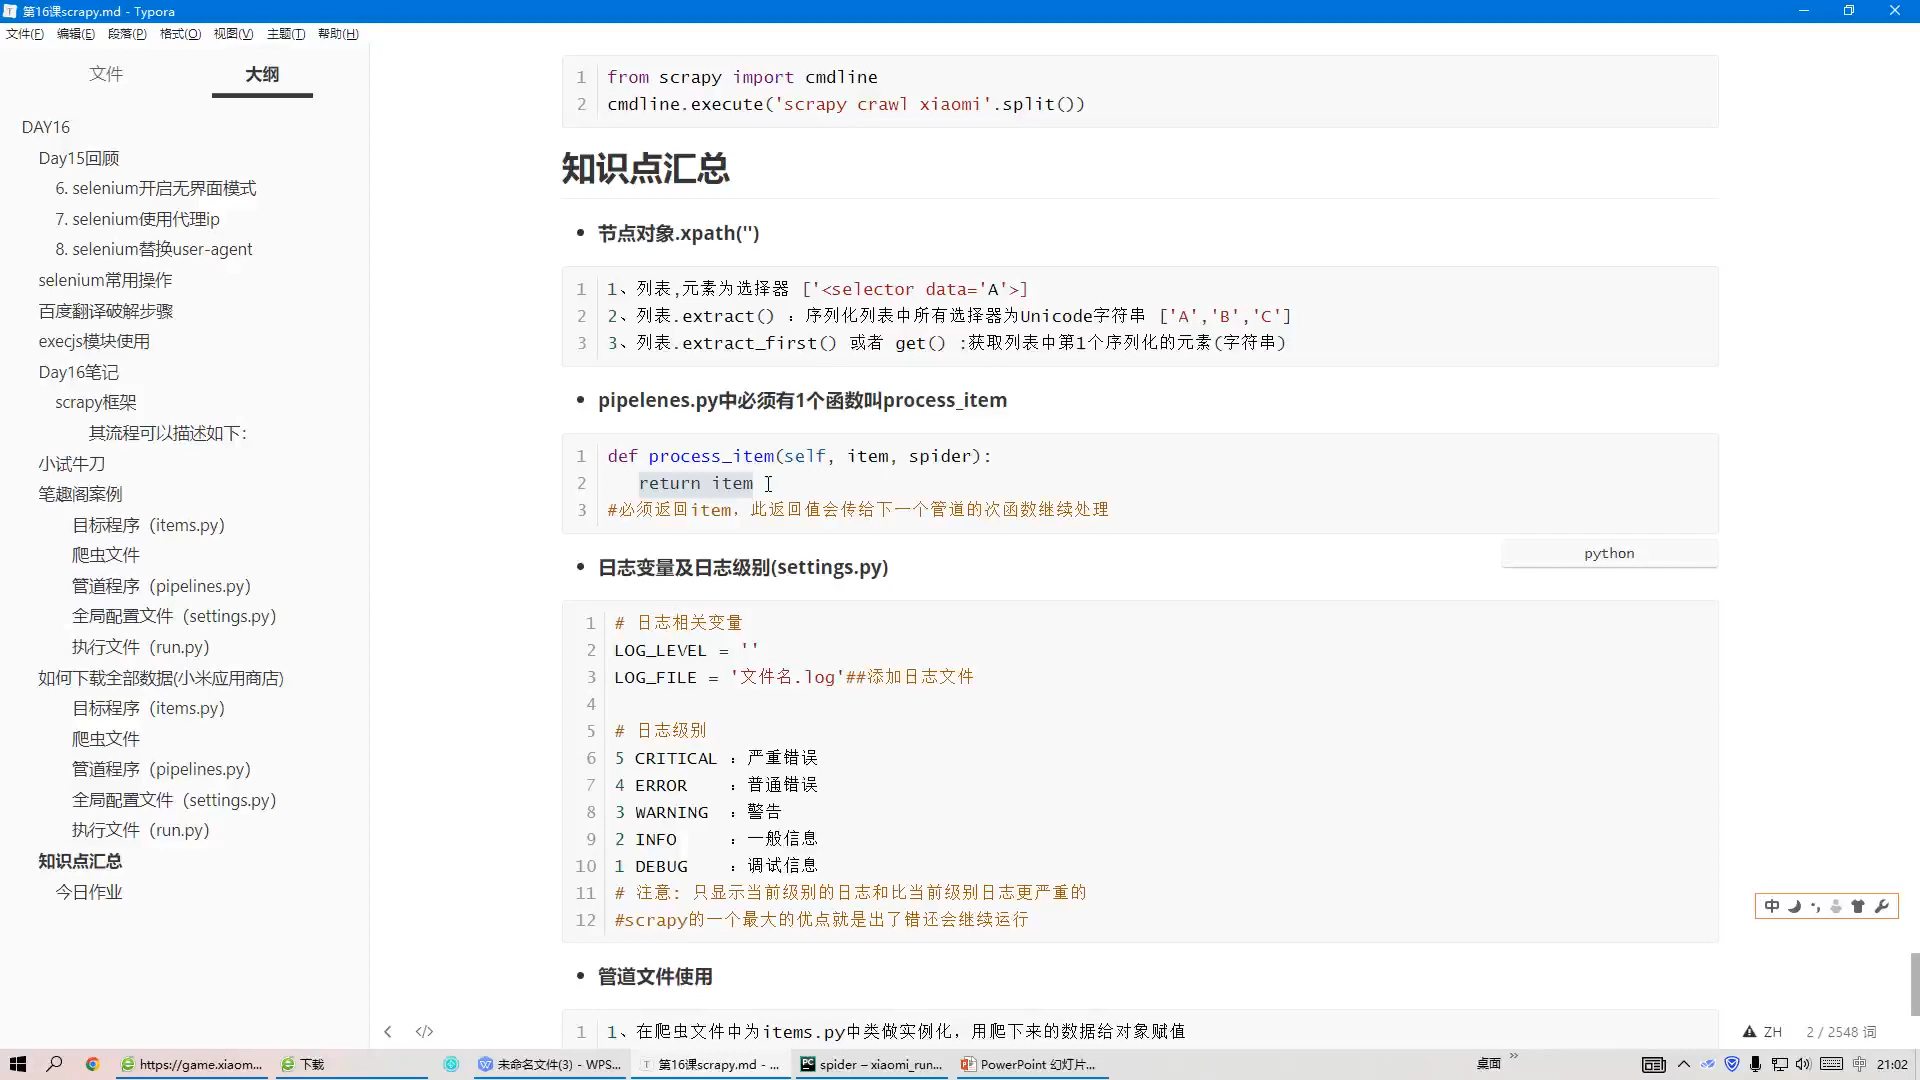 第16课scrapy.md - Typora
文件(F) 编辑(E) 段落(P) 格式(O) 视图(V) 主题(T) 帮助(H)
文件 大纲
DAY16
Day15回顾
6. selenium开启无界面模式
7. selenium使用代理ip
8. selenium替换user-agent
selenium常用操作
百度翻译破解步骤
execjs模块使用
Day16笔记
scrapy框架
其流程可以描述如下：
小试牛刀
笔趣阁案例
目标程序（items.py）
爬虫文件
管道程序（pipelines.py）
全局配置文件（settings.py）
执行文件（run.py）
如何下载全部数据(小米应用商店)
目标程序（items.py）
爬虫文件
管道程序（pipelines.py）
全局配置文件（settings.py）
执行文件（run.py）
知识点汇总
今日作业
1 from scrapy import cmdline
2 cmdline.execute('scrapy crawl xiaomi'.split())
知识点汇总
• 节点对象.xpath('')
1 1、列表,元素为选择器 ['<selector data='A'>]
2 2、列表.extract() ：序列化列表中所有选择器为Unicode字符串 ['A','B','C']
3 3、列表.extract_first() 或者 get() :获取列表中第1个序列化的元素(字符串)
• pipelenes.py中必须有1个函数叫process_item
1 def process_item(self, item, spider):
2 return item
3 #必须返回item，此返回值会传给下一个管道的次函数继续处理
python
• 日志变量及日志级别(settings.py)
1 # 日志相关变量
2 LOG_LEVEL = ''
3 LOG_FILE = '文件名.log'##添加日志文件
4
5 # 日志级别
6 5 CRITICAL ：严重错误
7 4 ERROR ：普通错误
8 3 WARNING ：警告
9 2 INFO ：一般信息
10 1 DEBUG ：调试信息
11 # 注意: 只显示当前级别的日志和比当前级别日志更严重的
12 #scrapy的一个最大的优点就是出了错还会继续运行
• 管道文件使用
1 1、在爬虫文件中为items.py中类做实例化，用爬下来的数据给对象赋值
中
ZH 2 / 2548 词
https://game.xiaom... 下载 未命名文件(3) - WPS... 第16课scrapy.md - ... spider – xiaomi_run... PowerPoint 幻灯片... 桌面 中 21:02